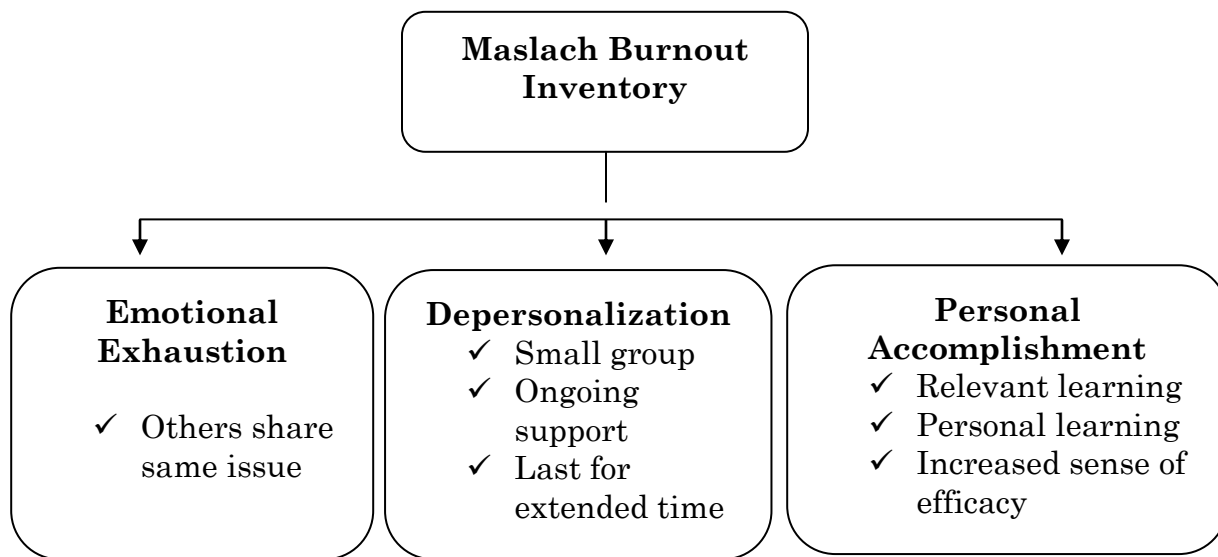 Maslach Burnout
Inventory
Emotional
Exhaustion
✓ Others share
same issue
Depersonalization
✓ Small group
✓ Ongoing
support
✓ Last for
extended time
Personal
Accomplishment
✓ Relevant learning
✓ Personal learning
✓ Increased sense of
efficacy